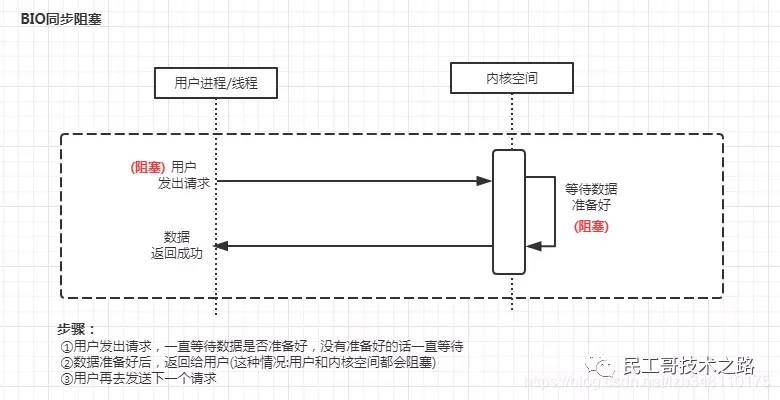 BIO同步阻塞
用户进程/线程
内核空间
(阻塞) 用户
发出请求
等待数据
准备好
(阻塞)
数据
返回成功
步骤：
①用户发出请求，一直等待数据是否准备好，没有准备好的话一直等待
②数据准备好后，返回给用户(这种情况:用户和内核空间都会阻塞)
③用户再去发送下一个请求
民工哥技术之路